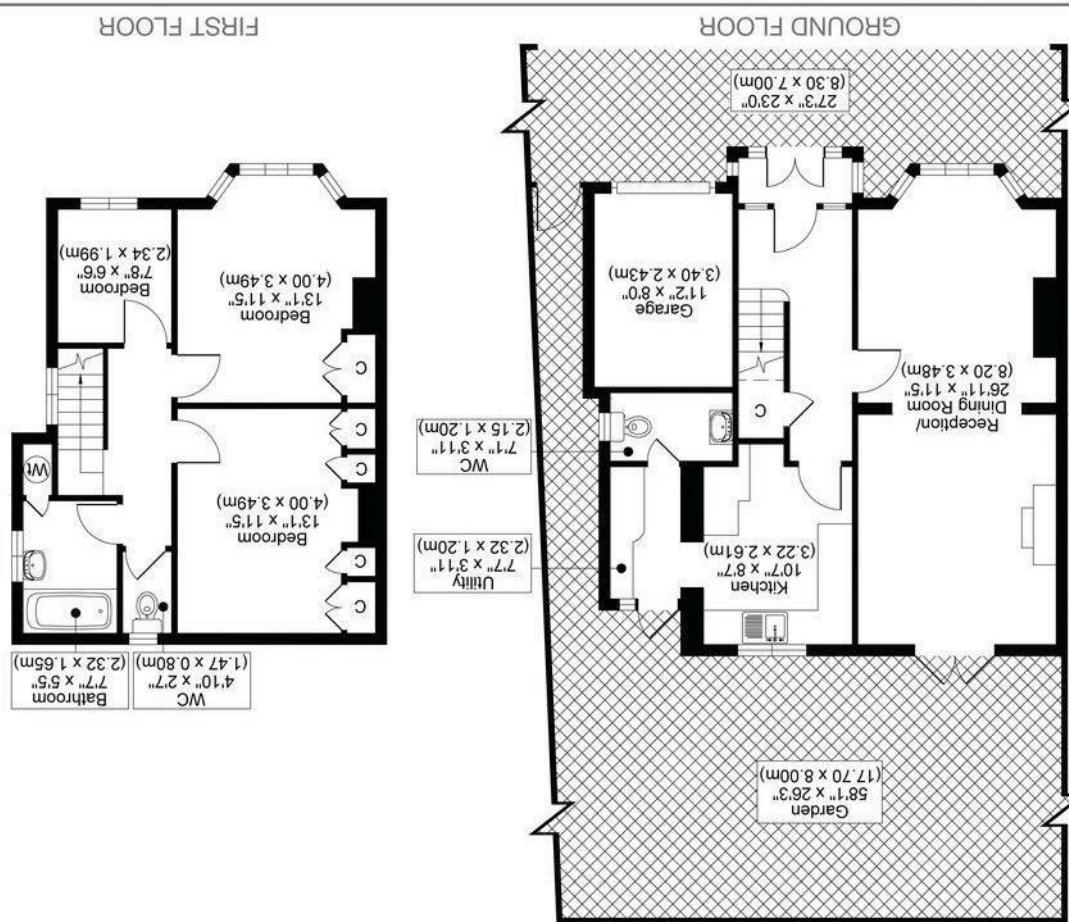 Garden
58'1" x 26'3"
(17.70 x 8.00m)
Kitchen
10'7" x 8'7"
(3.22 x 2.61m)
Utility
7'7" x 3'11"
(2.32 x 1.20m)
WC
7'1" x 3'11"
(2.15 x 1.20m)
Reception/
Dining Room
26'11" x 11'5"
(8.20 x 3.48m)
C
Garage
11'2" x 8'0"
(3.40 x 2.43m)
27'3" x 23'0"
(8.30 x 7.00m)
GROUND FLOOR
WC
4'10" x 2'7"
(1.47 x 0.80m)
Bathroom
7'7" x 5'5"
(2.32 x 1.65m)
C
C
Bedroom
13'1" x 11'5"
(4.00 x 3.49m)
Wt
C
C
C
Bedroom
13'1" x 11'5"
(4.00 x 3.49m)
Bedroom
7'8" x 6'6"
(2.34 x 1.99m)
FIRST FLOOR